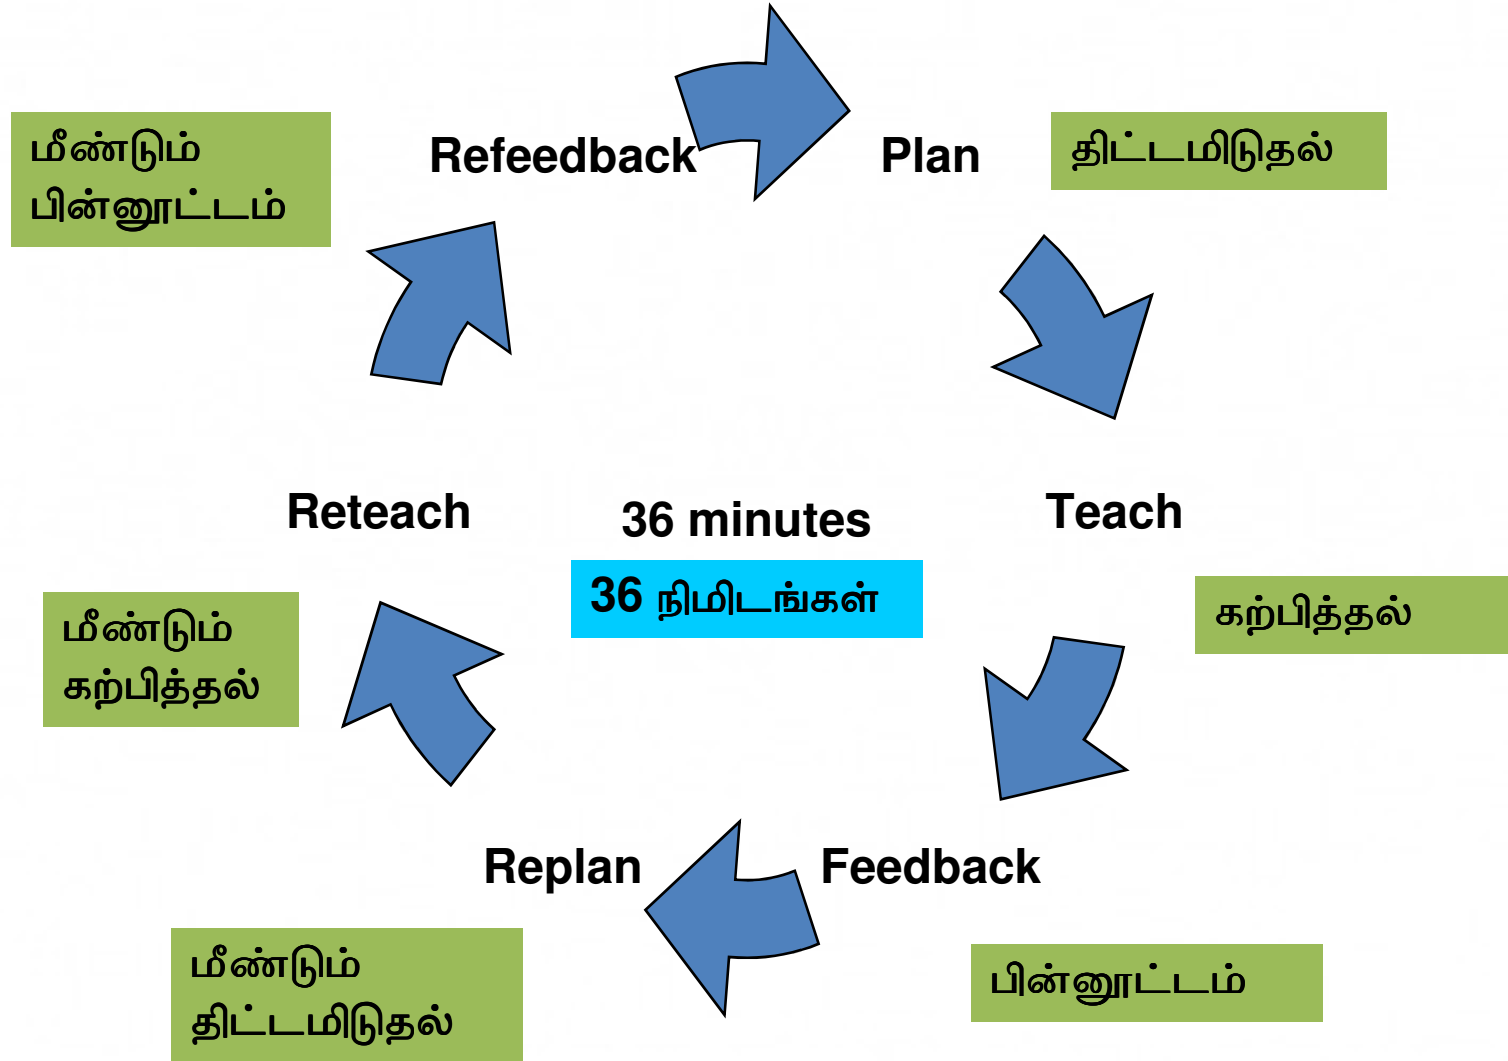 Refeedback
Plan
மீண்டும்
பின்னூட்டம்
திட்டமிடுதல்
Reteach
36 minutes
Teach
36 நிமிடங்கள்
மீண்டும்
கற்பித்தல்
கற்பித்தல்
Replan
Feedback
மீண்டும்
திட்டமிடுதல்
பின்னூட்டம்